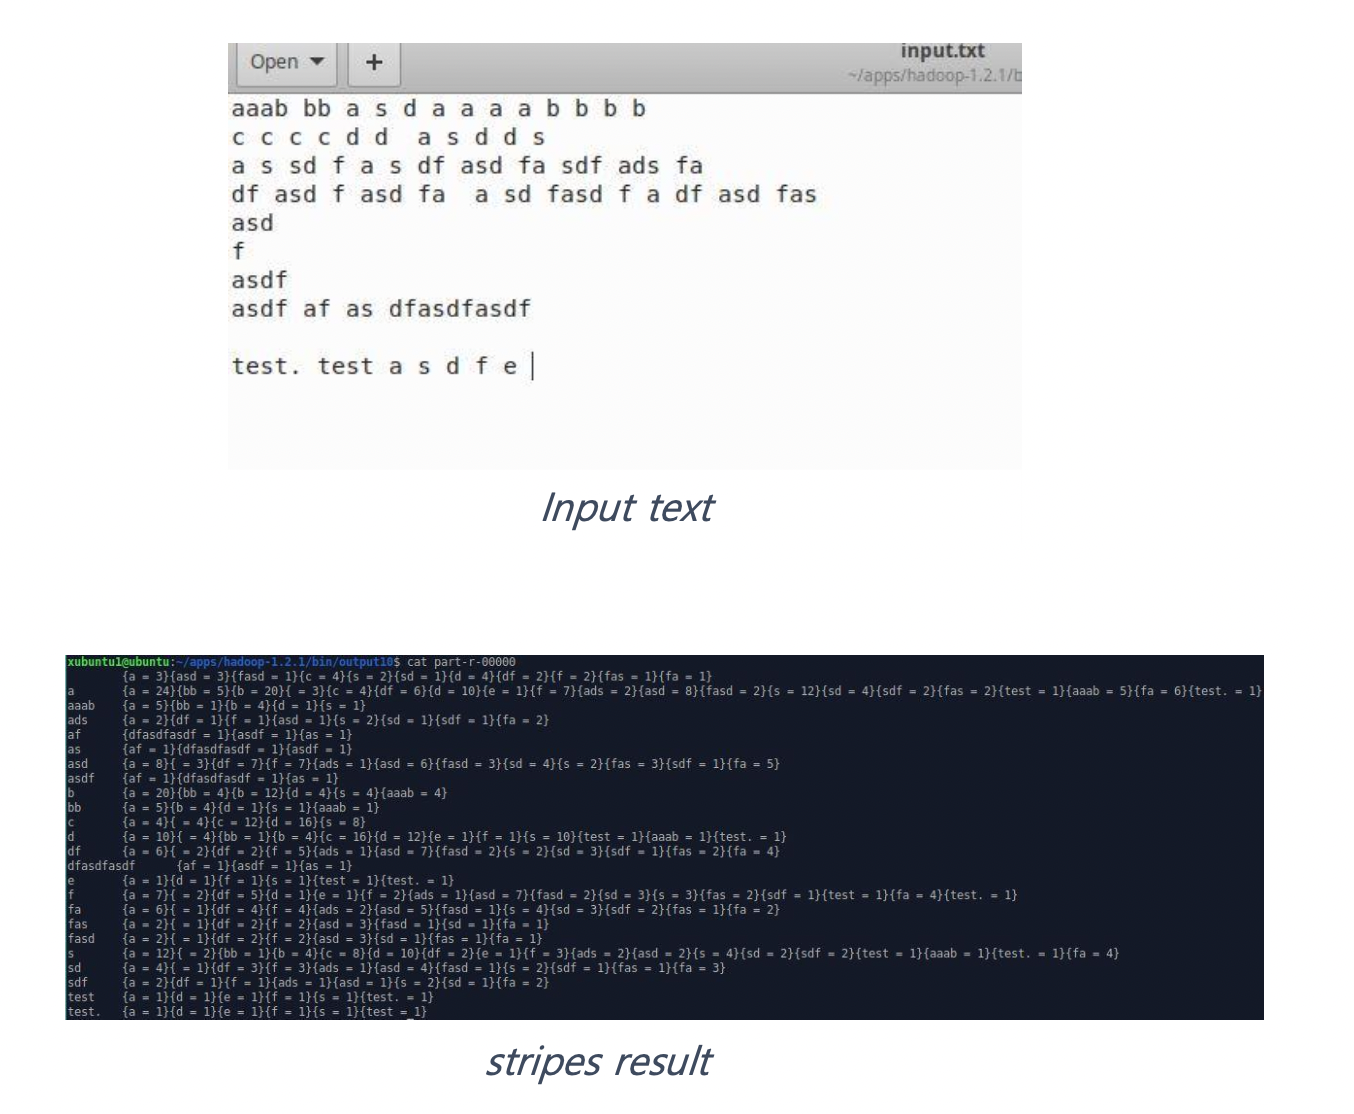 Open ▼ + input.txt
~/apps/hadoop-1.2.1/b
aaab bb a s d a a a a b b b b
c c c c d d  a s d d s
a s sd f a s df asd fa sdf ads fa
df asd f asd fa  a sd fasd f a df asd fas
asd
f
asdf
asdf af as dfasdfasdf
test. test a s d f e
Input text
xubuntu1@ubuntu:~/apps/hadoop-1.2.1/bin/output10$ cat part-r-00000
{a = 3}{asd = 3}{fasd = 1}{c = 4}{s = 2}{sd = 1}{d = 4}{df = 2}{f = 2}{fas = 1}{fa = 1}
a {a = 24}{bb = 5}{b = 20}{ = 3}{c = 4}{df = 6}{d = 10}{e = 1}{f = 7}{ads = 2}{asd = 8}{fasd = 2}{s = 12}{sd = 4}{sdf = 2}{fas = 2}{test = 1}{aaab = 5}{fa = 6}{test. = 1}
aaab {a = 5}{bb = 1}{b = 4}{d = 1}{s = 1}
ads {a = 2}{df = 1}{f = 1}{asd = 1}{s = 2}{sd = 1}{sdf = 1}{fa = 2}
af {dfasdfasdf = 1}{asdf = 1}{as = 1}
as {af = 1}{dfasdfasdf = 1}{asdf = 1}
asd {a = 8}{ = 3}{df = 7}{f = 7}{ads = 1}{asd = 6}{fasd = 3}{sd = 4}{s = 2}{fas = 3}{sdf = 1}{fa = 5}
asdf {af = 1}{dfasdfasdf = 1}{as = 1}
b {a = 20}{bb = 4}{b = 12}{d = 4}{s = 4}{aaab = 4}
bb {a = 5}{b = 4}{d = 1}{s = 1}{aaab = 1}
c {a = 4}{ = 4}{c = 12}{d = 16}{s = 8}
d {a = 10}{ = 4}{bb = 1}{b = 4}{c = 16}{d = 12}{e = 1}{f = 1}{s = 10}{test = 1}{aaab = 1}{test. = 1}
df {a = 6}{ = 2}{df = 2}{f = 5}{ads = 1}{asd = 7}{fasd = 2}{s = 2}{sd = 3}{sdf = 1}{fas = 2}{fa = 4}
dfasdfasdf {af = 1}{asdf = 1}{as = 1}
e {a = 1}{d = 1}{f = 1}{s = 1}{test = 1}{test. = 1}
f {a = 7}{ = 2}{df = 5}{d = 1}{e = 1}{f = 2}{ads = 1}{asd = 7}{fasd = 2}{sd = 3}{s = 3}{fas = 2}{sdf = 1}{test = 1}{fa = 4}{test. = 1}
fa {a = 6}{ = 1}{df = 4}{f = 4}{ads = 2}{asd = 5}{fasd = 1}{s = 4}{sd = 3}{sdf = 2}{fas = 1}{fa = 2}
fas {a = 2}{ = 1}{df = 2}{f = 2}{asd = 3}{fasd = 1}{sd = 1}{fa = 1}
fasd {a = 2}{ = 1}{df = 2}{f = 2}{asd = 3}{sd = 1}{fas = 1}{fa = 1}
s {a = 12}{ = 2}{bb = 1}{b = 4}{c = 8}{d = 10}{df = 2}{e = 1}{f = 3}{ads = 2}{asd = 2}{s = 4}{sd = 2}{sdf = 2}{test = 1}{aaab = 1}{test. = 1}{fa = 4}
sd {a = 4}{ = 1}{df = 3}{f = 3}{ads = 1}{asd = 4}{fasd = 1}{s = 2}{sdf = 1}{fas = 1}{fa = 3}
sdf {a = 2}{df = 1}{f = 1}{ads = 1}{asd = 1}{s = 2}{sd = 1}{fa = 2}
test {a = 1}{d = 1}{e = 1}{f = 1}{s = 1}{test. = 1}
test. {a = 1}{d = 1}{e = 1}{f = 1}{s = 1}{test = 1}
stripes result